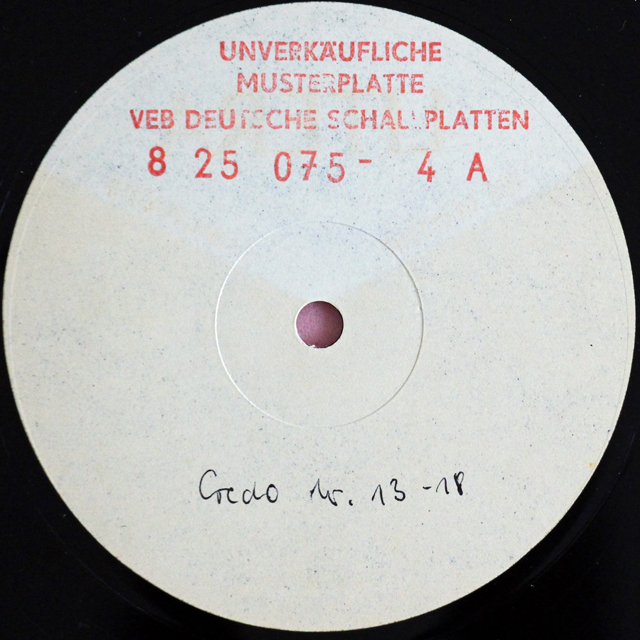 UNVERKÄUFLICHE
MUSTERPLATTE
VEB DEUTSCHE SCHALLPLATTEN
8 25 075- 4 A
Credo Nr. 13-18